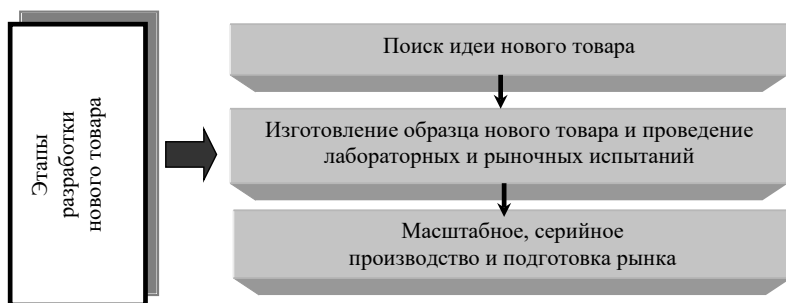 Этапы
разработки
нового товара
Поиск идеи нового товара
Изготовление образца нового товара и проведение
лабораторных и рыночных испытаний
Масштабное, серийное
производство и подготовка рынка